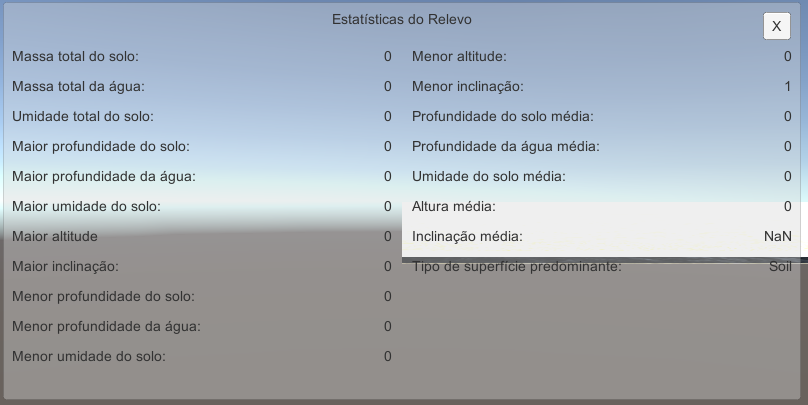 Estatísticas do Relevo
X
Massa total do solo: 0
Massa total da água: 0
Umidade total do solo: 0
Maior profundidade do solo: 0
Maior profundidade da água: 0
Maior umidade do solo: 0
Maior altitude 0
Maior inclinação: 0
Menor profundidade do solo: 0
Menor profundidade da água: 0
Menor umidade do solo: 0
Menor altitude: 0
Menor inclinação: 1
Profundidade do solo média: 0
Profundidade da água média: 0
Umidade do solo média: 0
Altura média: 0
Inclinação média: NaN
Tipo de superfície predominante: Soil